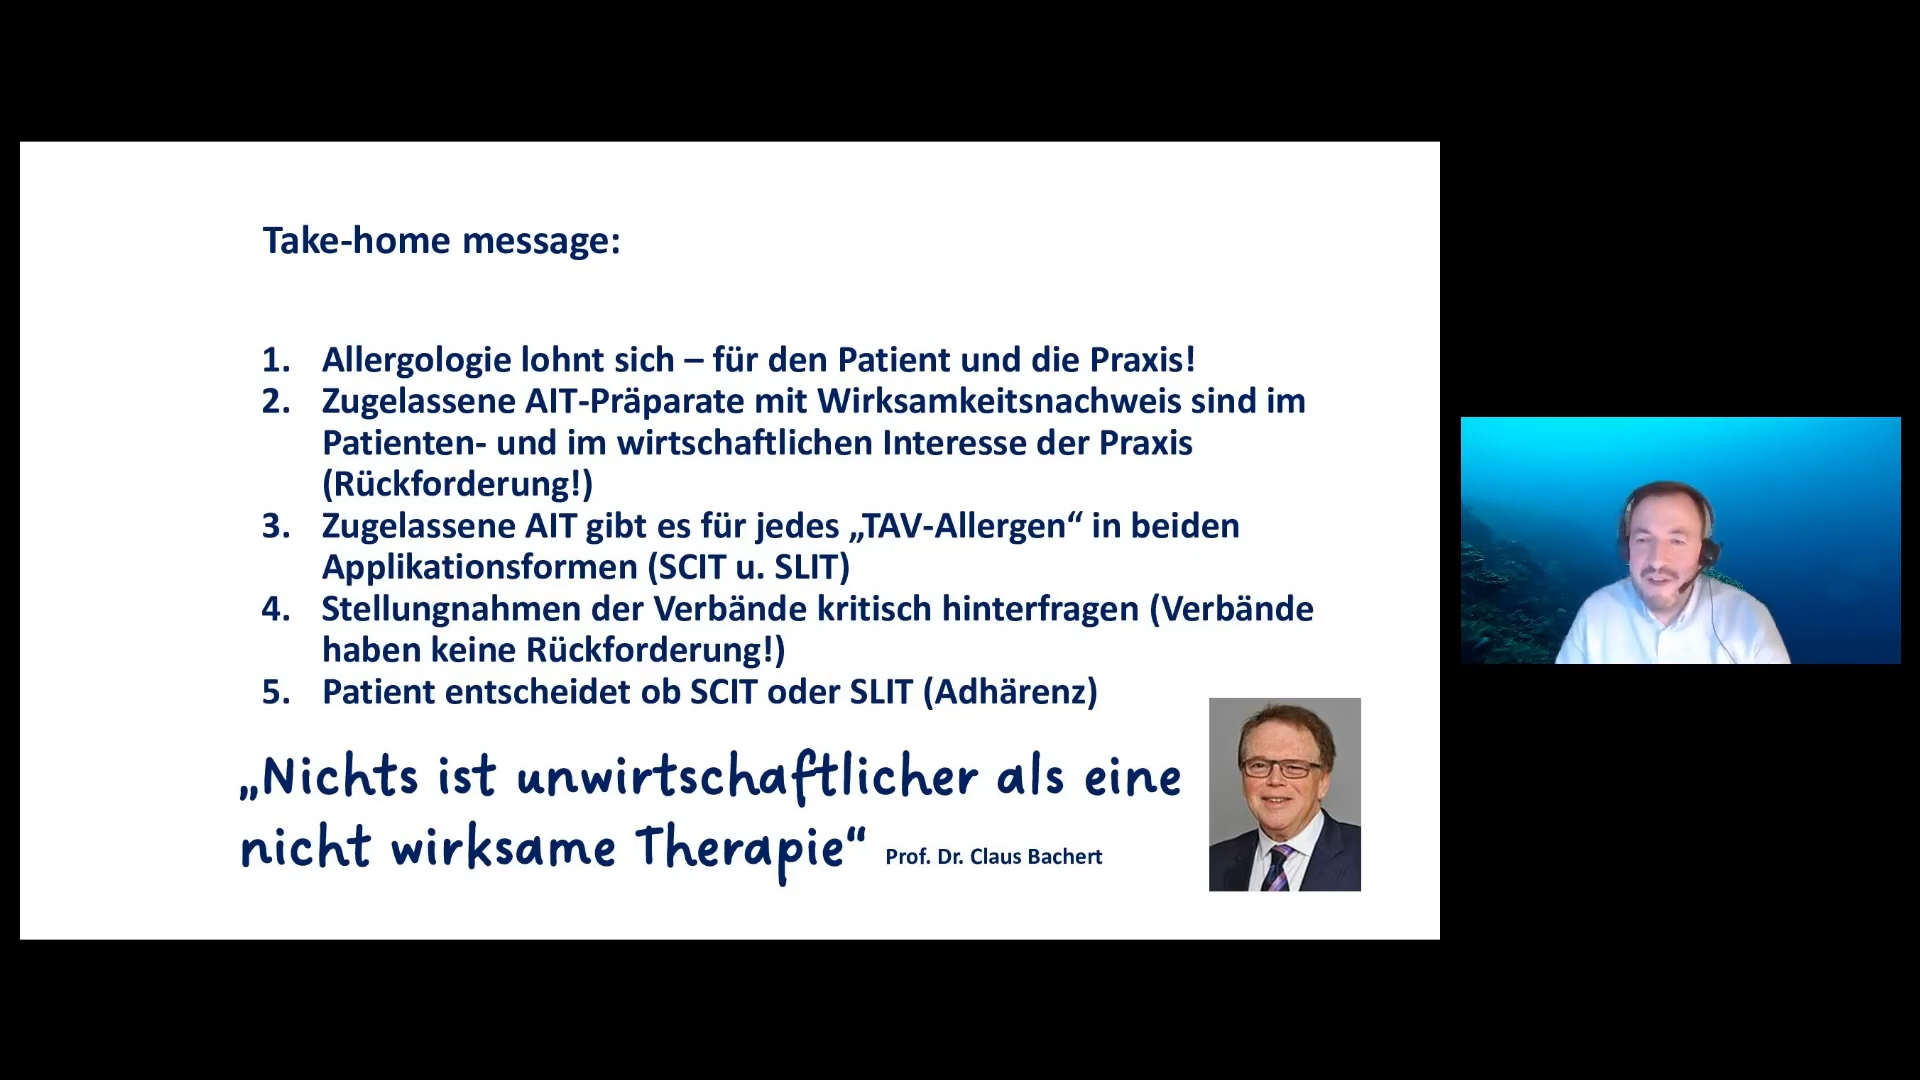 Take-home message:
1. Allergologie lohnt sich – für den Patient und die Praxis!
2. Zugelassene AIT-Präparate mit Wirksamkeitsnachweis sind im
Patienten- und im wirtschaftlichen Interesse der Praxis
(Rückforderung!)
3. Zugelassene AIT gibt es für jedes „TAV-Allergen“ in beiden
Applikationsformen (SCIT u. SLIT)
4. Stellungnahmen der Verbände kritisch hinterfragen (Verbände
haben keine Rückforderung!)
5. Patient entscheidet ob SCIT oder SLIT (Adhärenz)
„Nichts ist unwirtschaftlicher als eine
nicht wirksame Therapie“ Prof. Dr. Claus Bachert